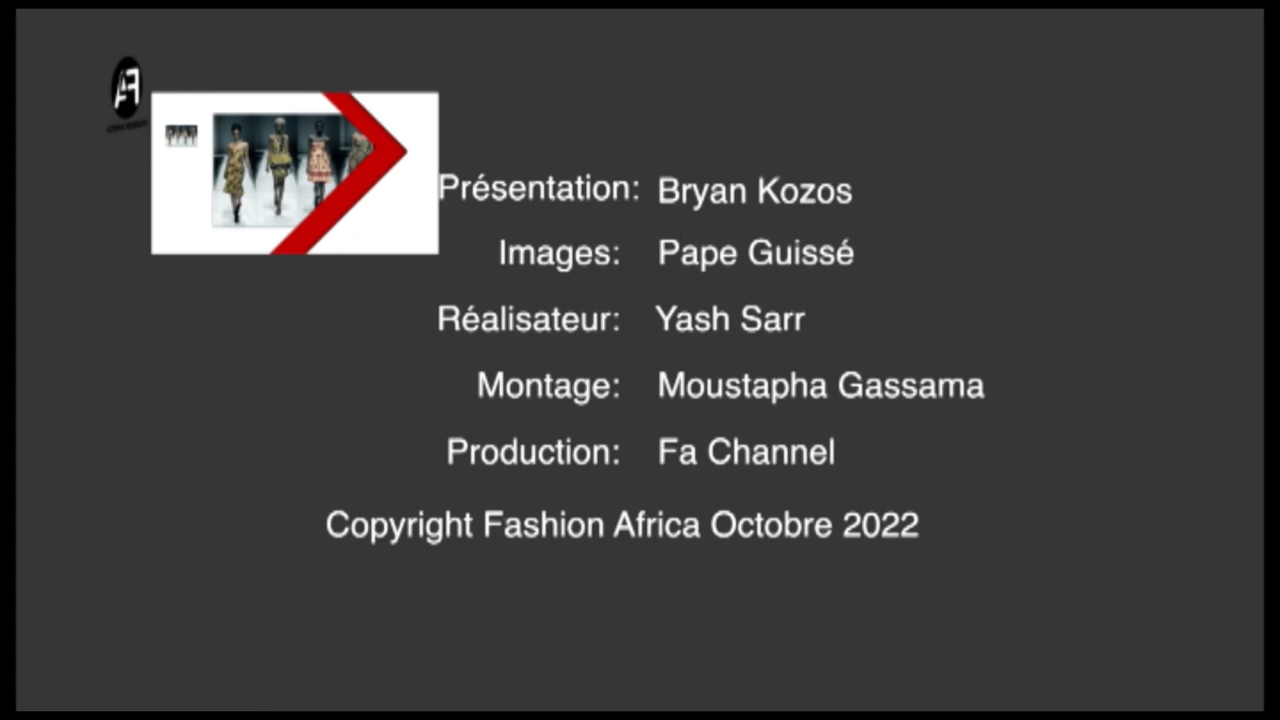 AF
Présentation: Bryan Kozos
Images: Pape Guissé
Réalisateur: Yash Sarr
Montage: Moustapha Gassama
Production: Fa Channel
Copyright Fashion Africa Octobre 2022